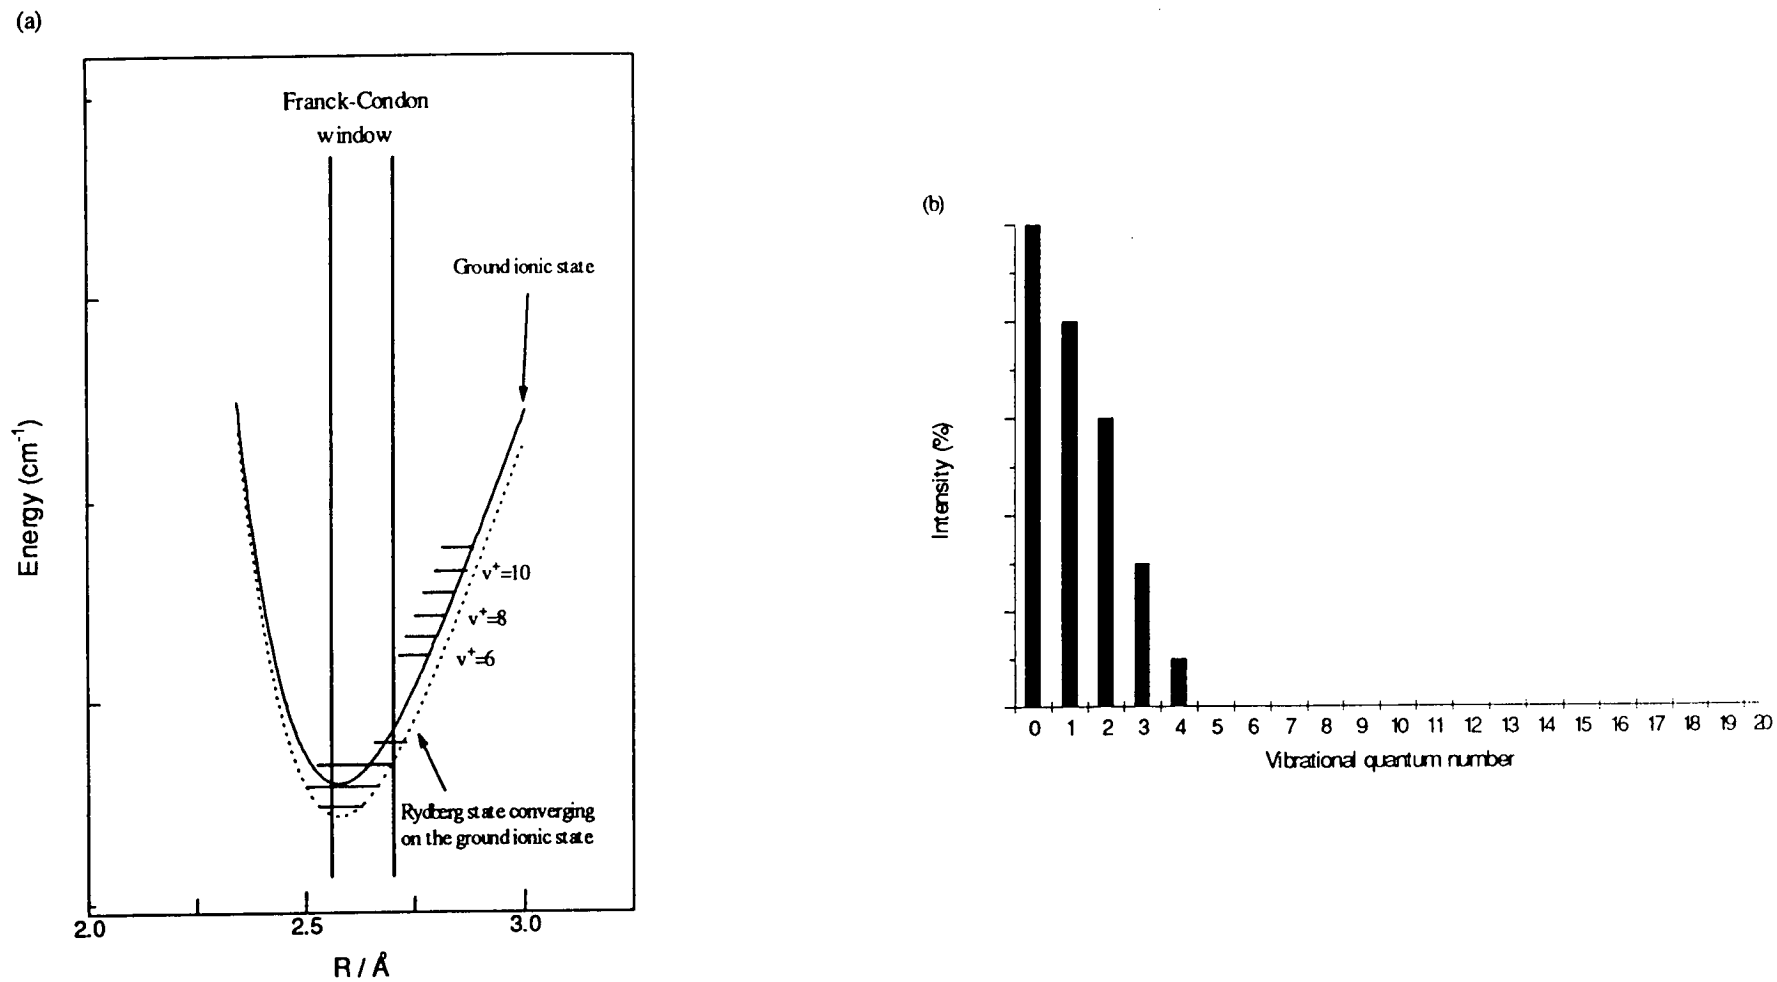 (a)
Franck-Condon
window
Ground ionic state
Energy (cm-1)
v+=10
v+=8
v+=6
Rydberg state converging
on the ground ionic state
2.0 2.5 3.0
R / Å
(b)
Intensity (%)
0 1 2 3 4 5 6 7 8 9 10 11 12 13 14 15 16 17 18 19 20
Vibrational quantum number